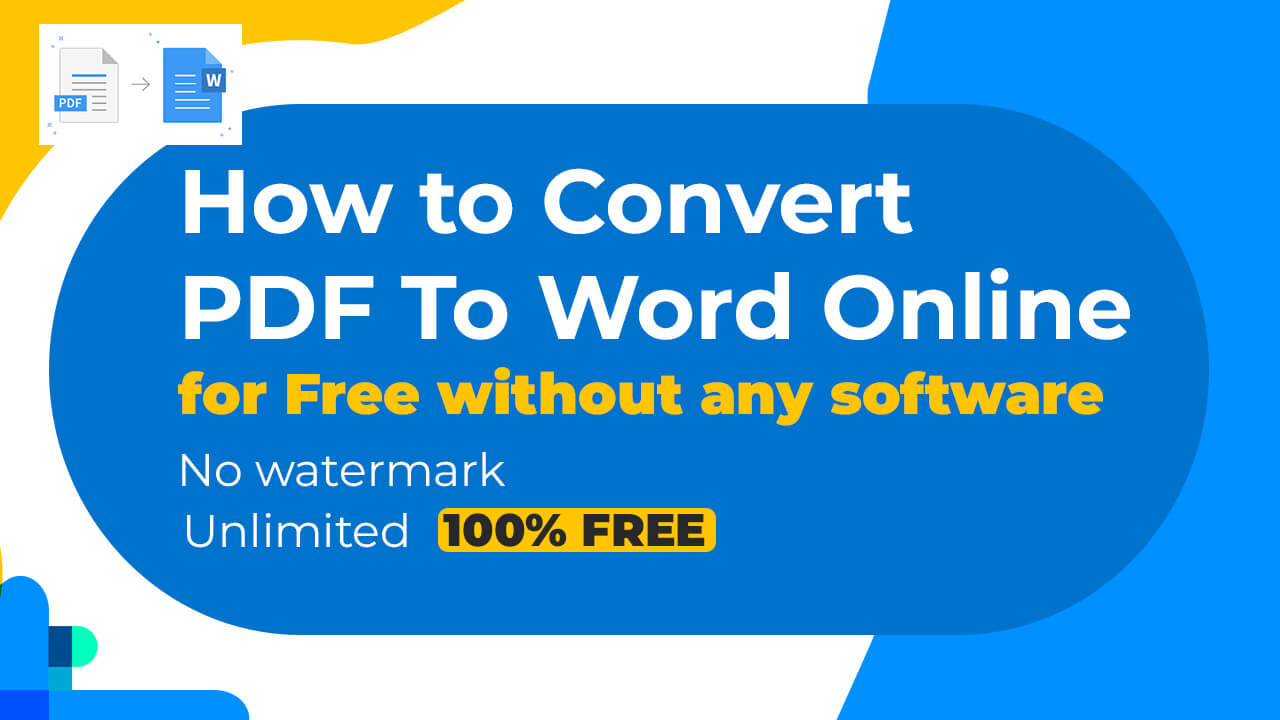 PDF
W
How to Convert
PDF To Word Online
for Free without any software
No watermark
Unlimited 100% FREE